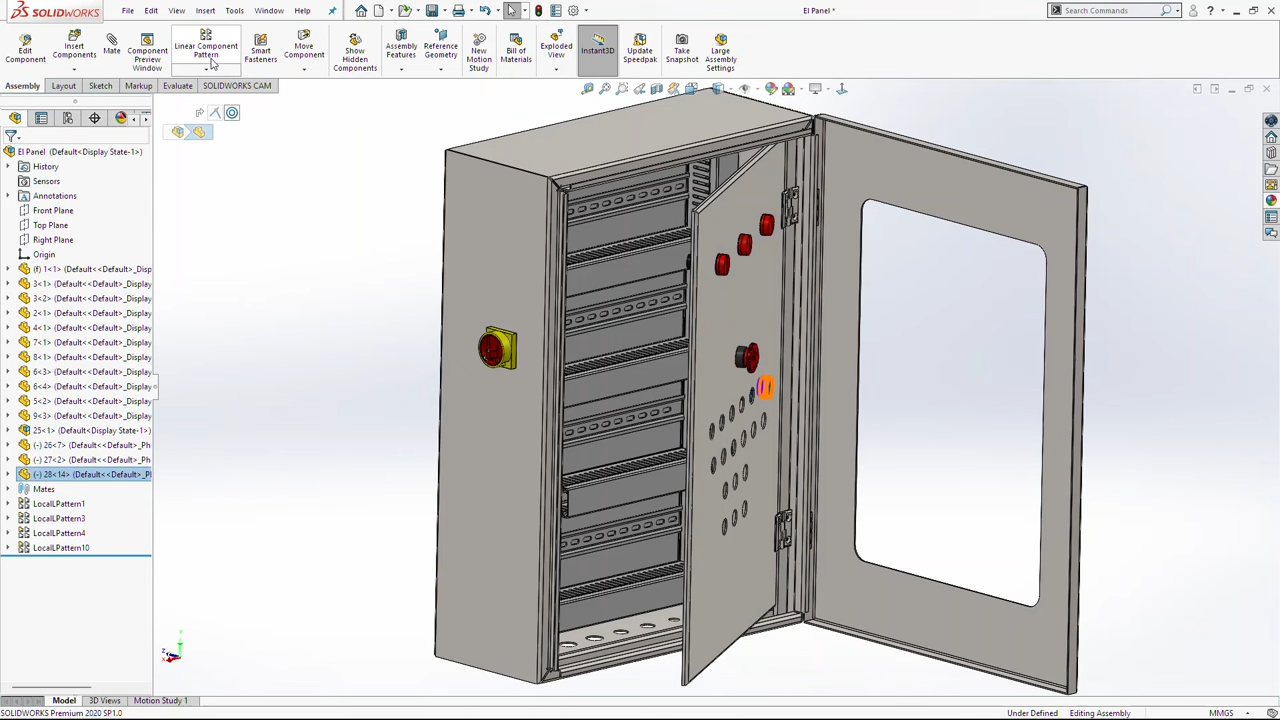 SOLIDWORKS
File Edit View Insert Tools Window Help
El Panel *
Search Commands
Edit Component
Insert Components
Mate
Component Preview Window
Linear Component Pattern
Smart Fasteners
Move Component
Show Hidden Components
Assembly Features
Reference Geometry
New Motion Study
Bill of Materials
Exploded View
Instant3D
Update Speedpak
Take Snapshot
Large Assembly Settings
Assembly Layout Sketch Markup Evaluate SOLIDWORKS CAM
El Panel (Default<Display State-1>)
History
Sensors
Annotations
Front Plane
Top Plane
Right Plane
Origin
(f) 1<1> (Default<<Default>_Disp
3<1> (Default<<Default>_Display
3<2> (Default<<Default>_Display
2<1> (Default<<Default>_Display
4<1> (Default<<Default>_Display
7<1> (Default<<Default>_Display
8<1> (Default<<Default>_Display
6<3> (Default<<Default>_Display
6<4> (Default<<Default>_Display
5<2> (Default<<Default>_Display
9<3> (Default<<Default>_Display
25<1> (Default<Display State-1>)
(-) 26<7> (Default<<Default>_Ph
(-) 27<2> (Default<<Default>_Ph
(-) 28<14> (Default<<Default>_Pl
Mates
LocalLPattern1
LocalLPattern3
LocalLPattern4
LocalLPattern10
Model 3D Views Motion Study 1
SOLIDWORKS Premium 2020 SP1.0
Under Defined Editing Assembly MMGS